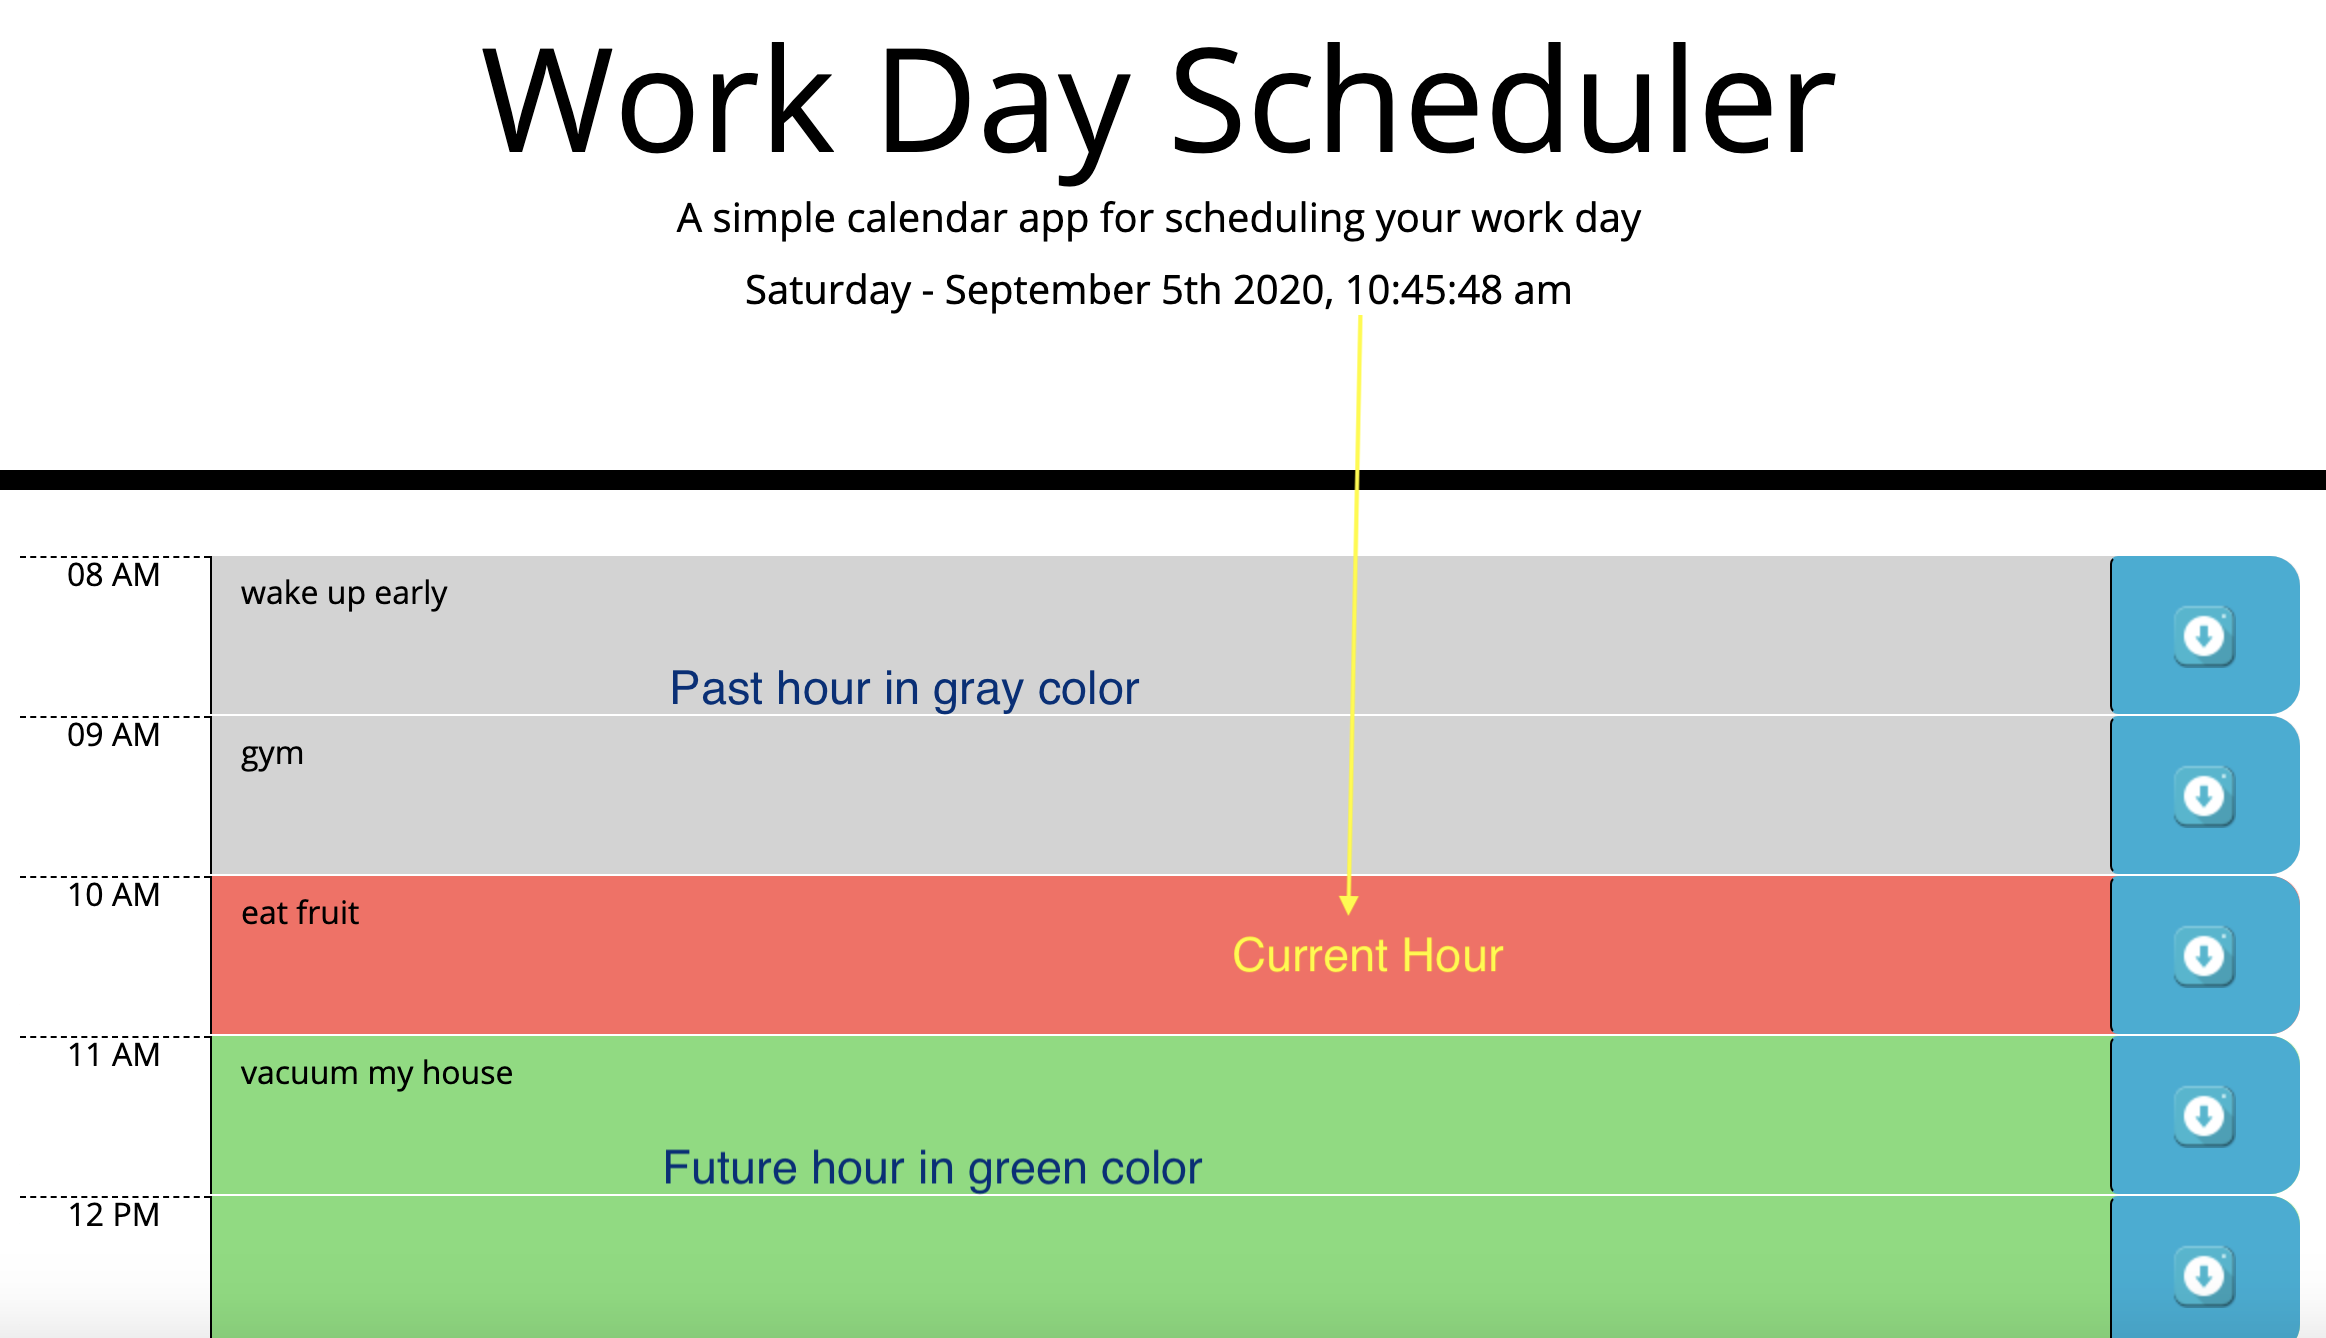 Work Day Scheduler
A simple calendar app for scheduling your work day
Saturday - September 5th 2020, 10:45:48 am
08 AM
wake up early
Past hour in gray color
09 AM
gym
10 AM
eat fruit
Current Hour
11 AM
vacuum my house
Future hour in green color
12 PM